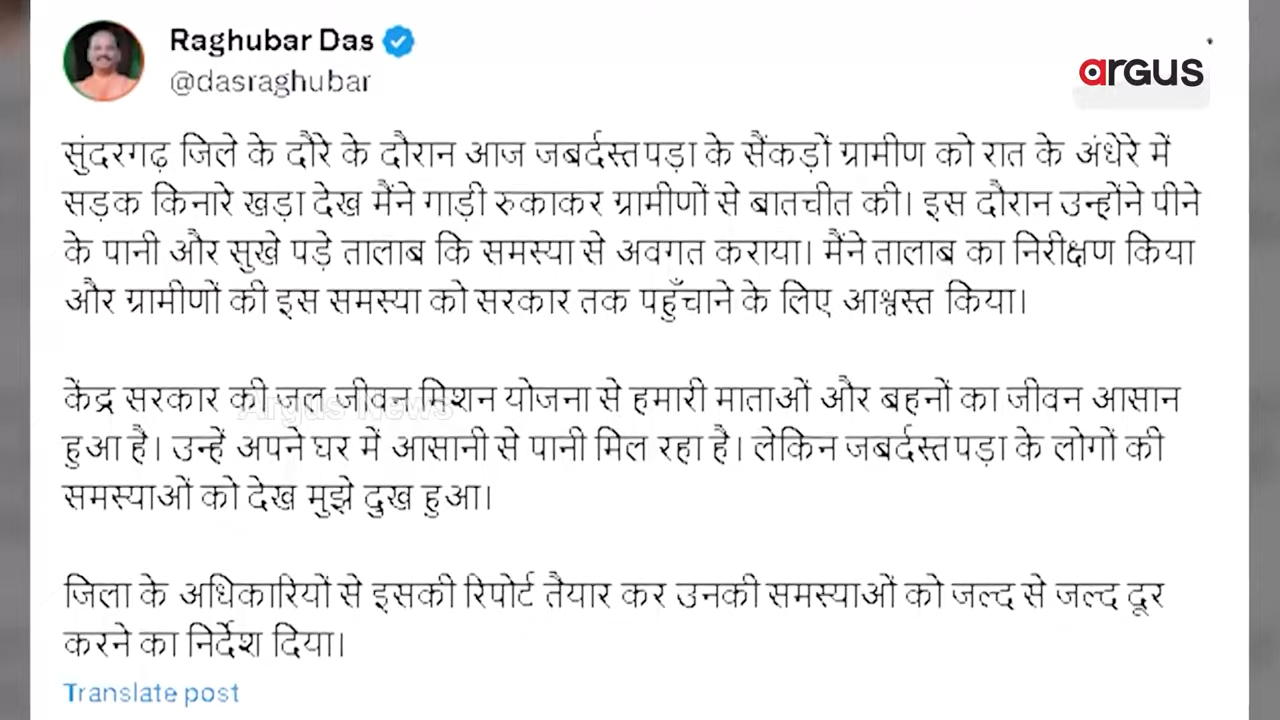 Raghubar Das
@dasraghubar
argus
सुंदरगढ़ जिले के दौरे के दौरान आज जबर्दस्तपड़ा के सैंकड़ों ग्रामीण को रात के अंधेरे में
सड़क किनारे खड़ा देख मैंने गाड़ी रुकाकर ग्रामीणों से बातचीत की। इस दौरान उन्होंने पीने
के पानी और सुखे पड़े तालाब कि समस्या से अवगत कराया। मैंने तालाब का निरीक्षण किया
और ग्रामीणों की इस समस्या को सरकार तक पहुँचाने के लिए आश्वस्त किया।
केंद्र सरकार की जल जीवन मिशन योजना से हमारी माताओं और बहनों का जीवन आसान
Argus News
हुआ है। उन्हें अपने घर में आसानी से पानी मिल रहा है। लेकिन जबर्दस्तपड़ा के लोगों की
समस्याओं को देख मुझे दुख हुआ।
जिला के अधिकारियों से इसकी रिपोर्ट तैयार कर उनकी समस्याओं को जल्द से जल्द दूर
करने का निर्देश दिया।
Translate post